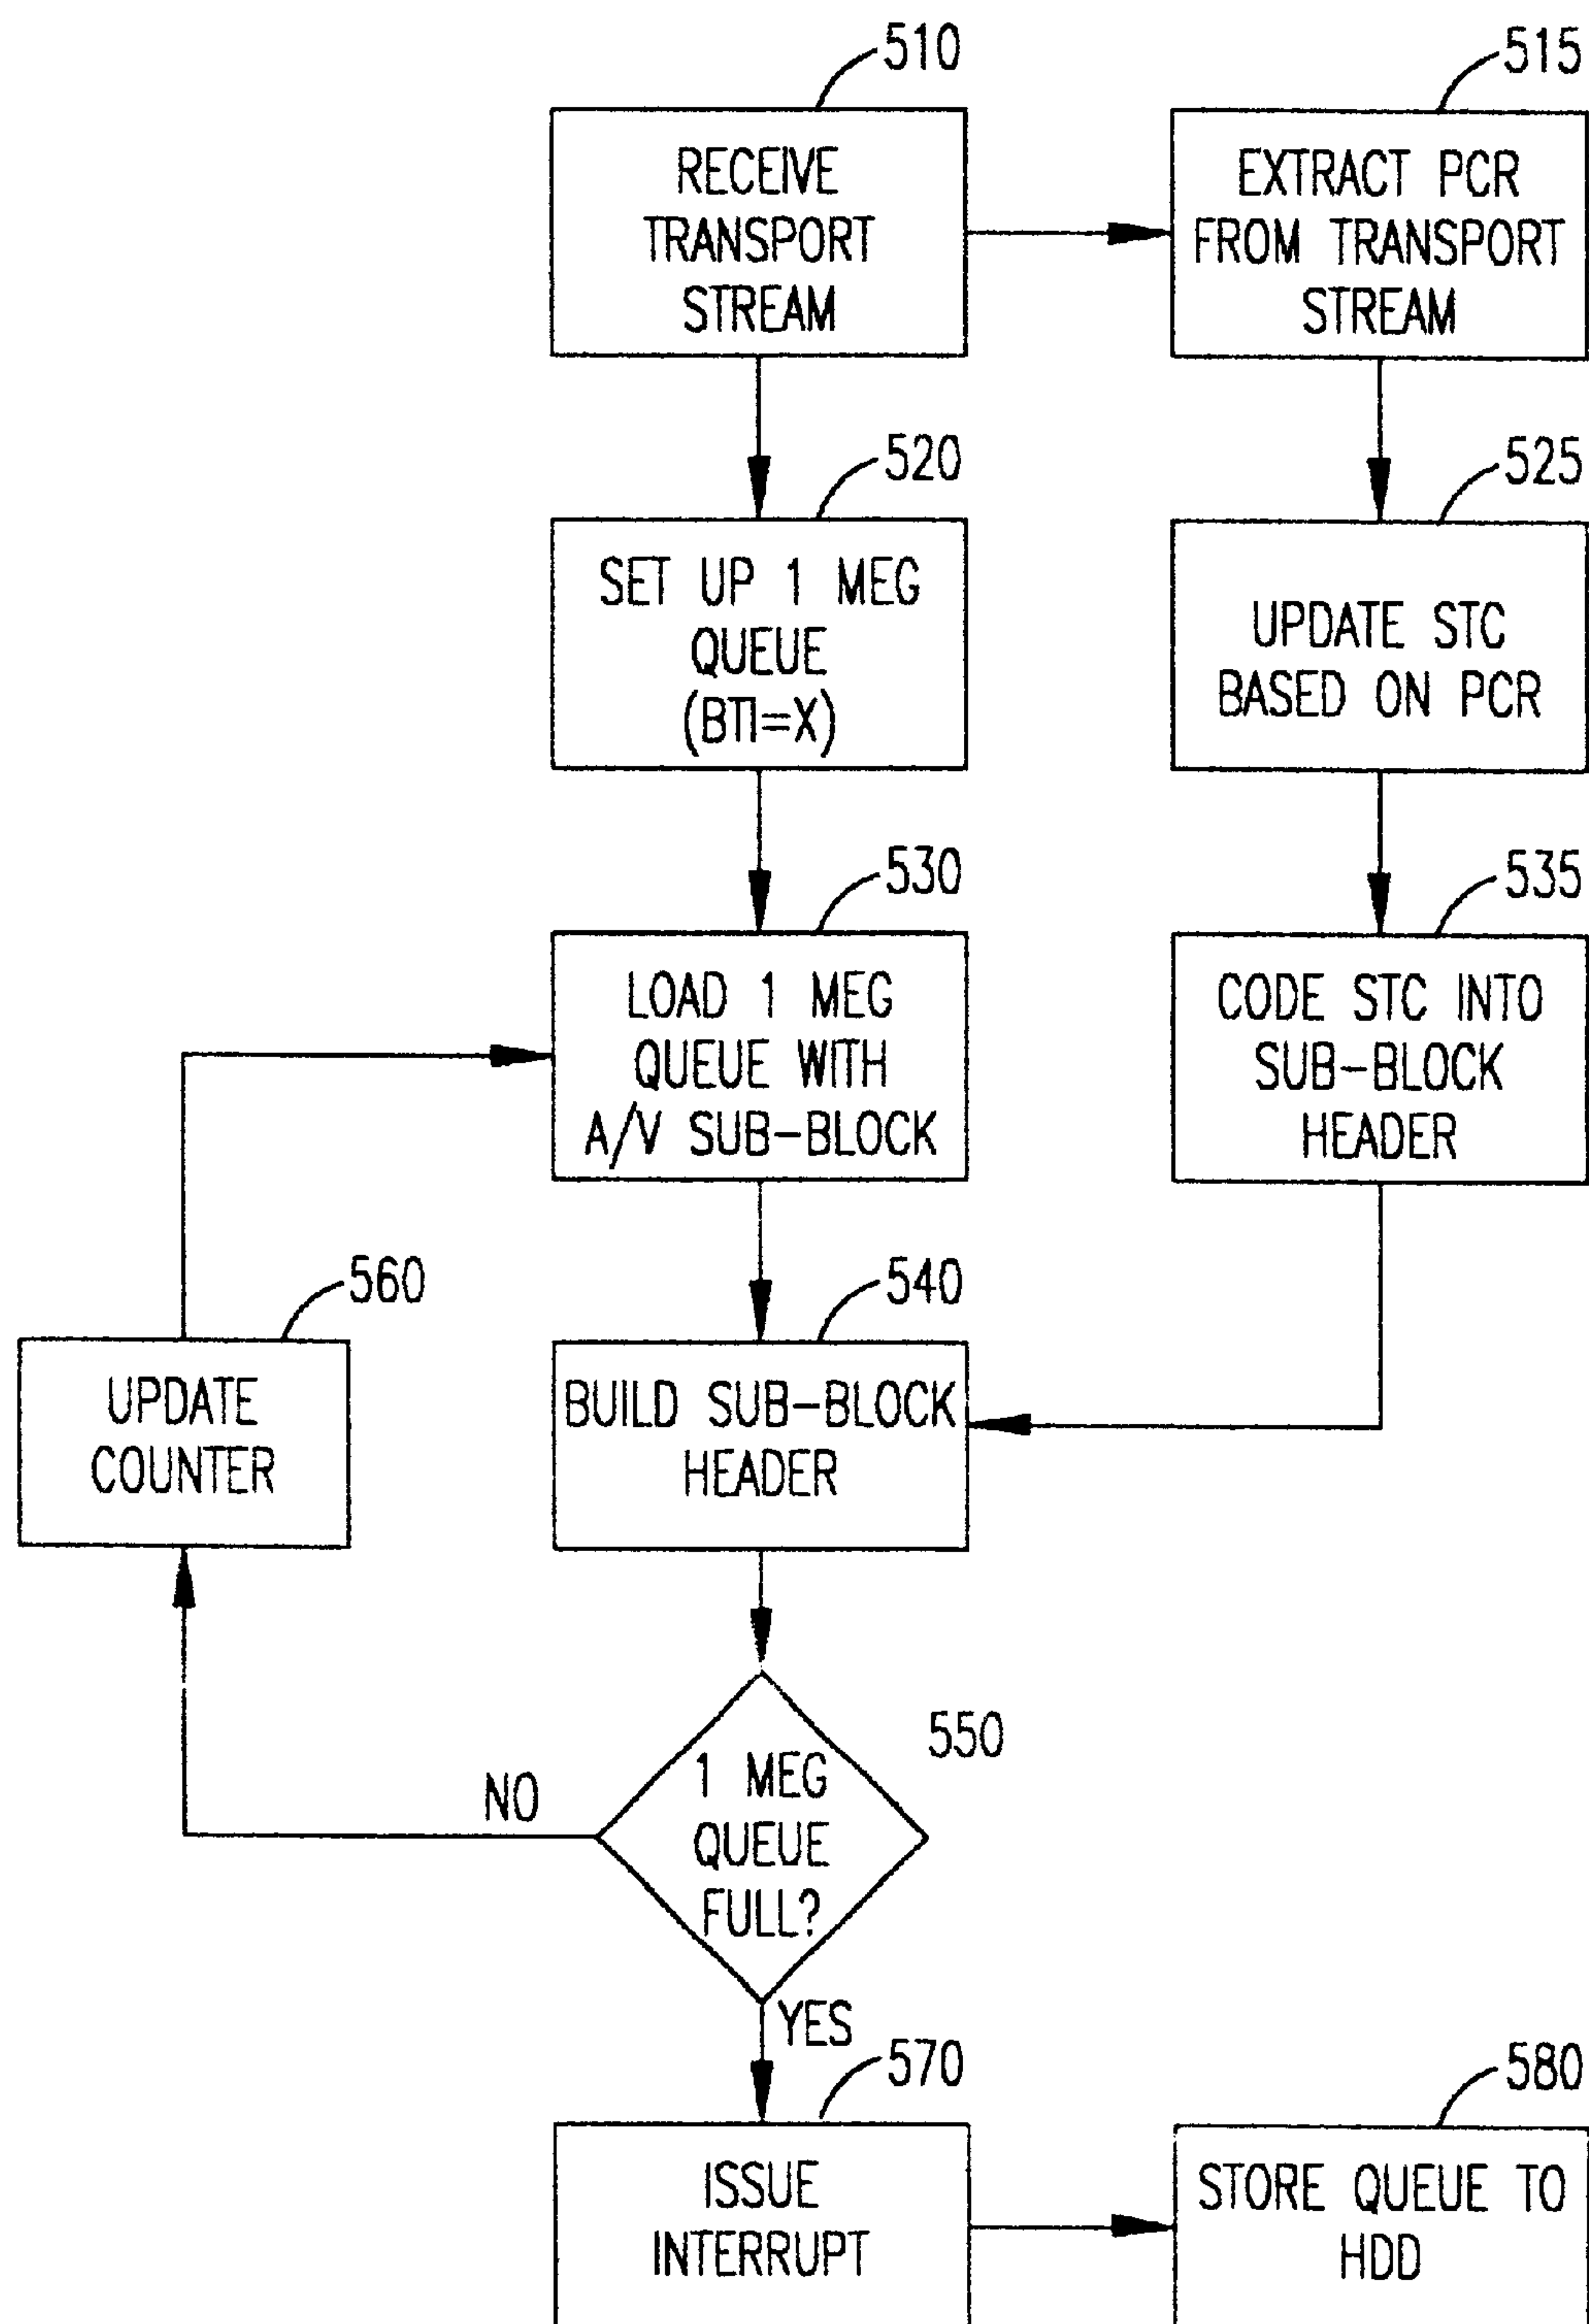 510
515
RECEIVE
TRANSPORT
STREAM
EXTRACT PCR
FROM TRANSPORT
STREAM
520
525
SET UP 1 MEG
QUEUE
(BTI=X)
UPDATE STC
BASED ON PCR
530
535
LOAD 1 MEG
QUEUE WITH
A/V SUB-BLOCK
CODE STC INTO
SUB-BLOCK
HEADER
560
540
UPDATE
COUNTER
BUILD SUB-BLOCK
HEADER
550
NO
1 MEG
QUEUE
FULL?
YES
570
580
ISSUE
INTERRUPT
STORE QUEUE TO
HDD